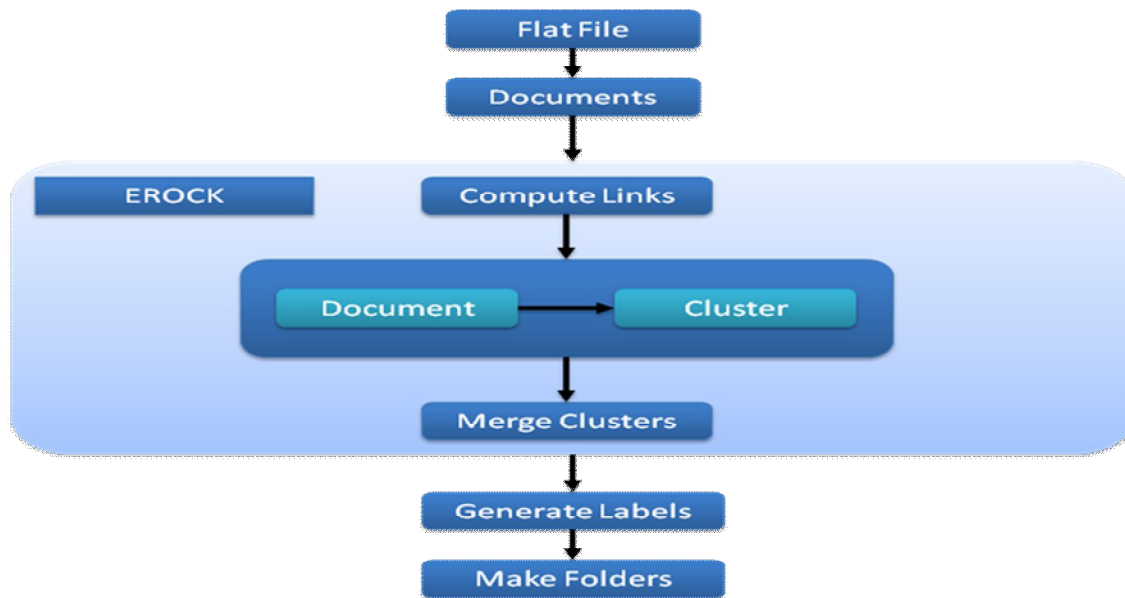 Flat File
Documents
EROCK
Compute Links
Document
Cluster
Merge Clusters
Generate Labels
Make Folders